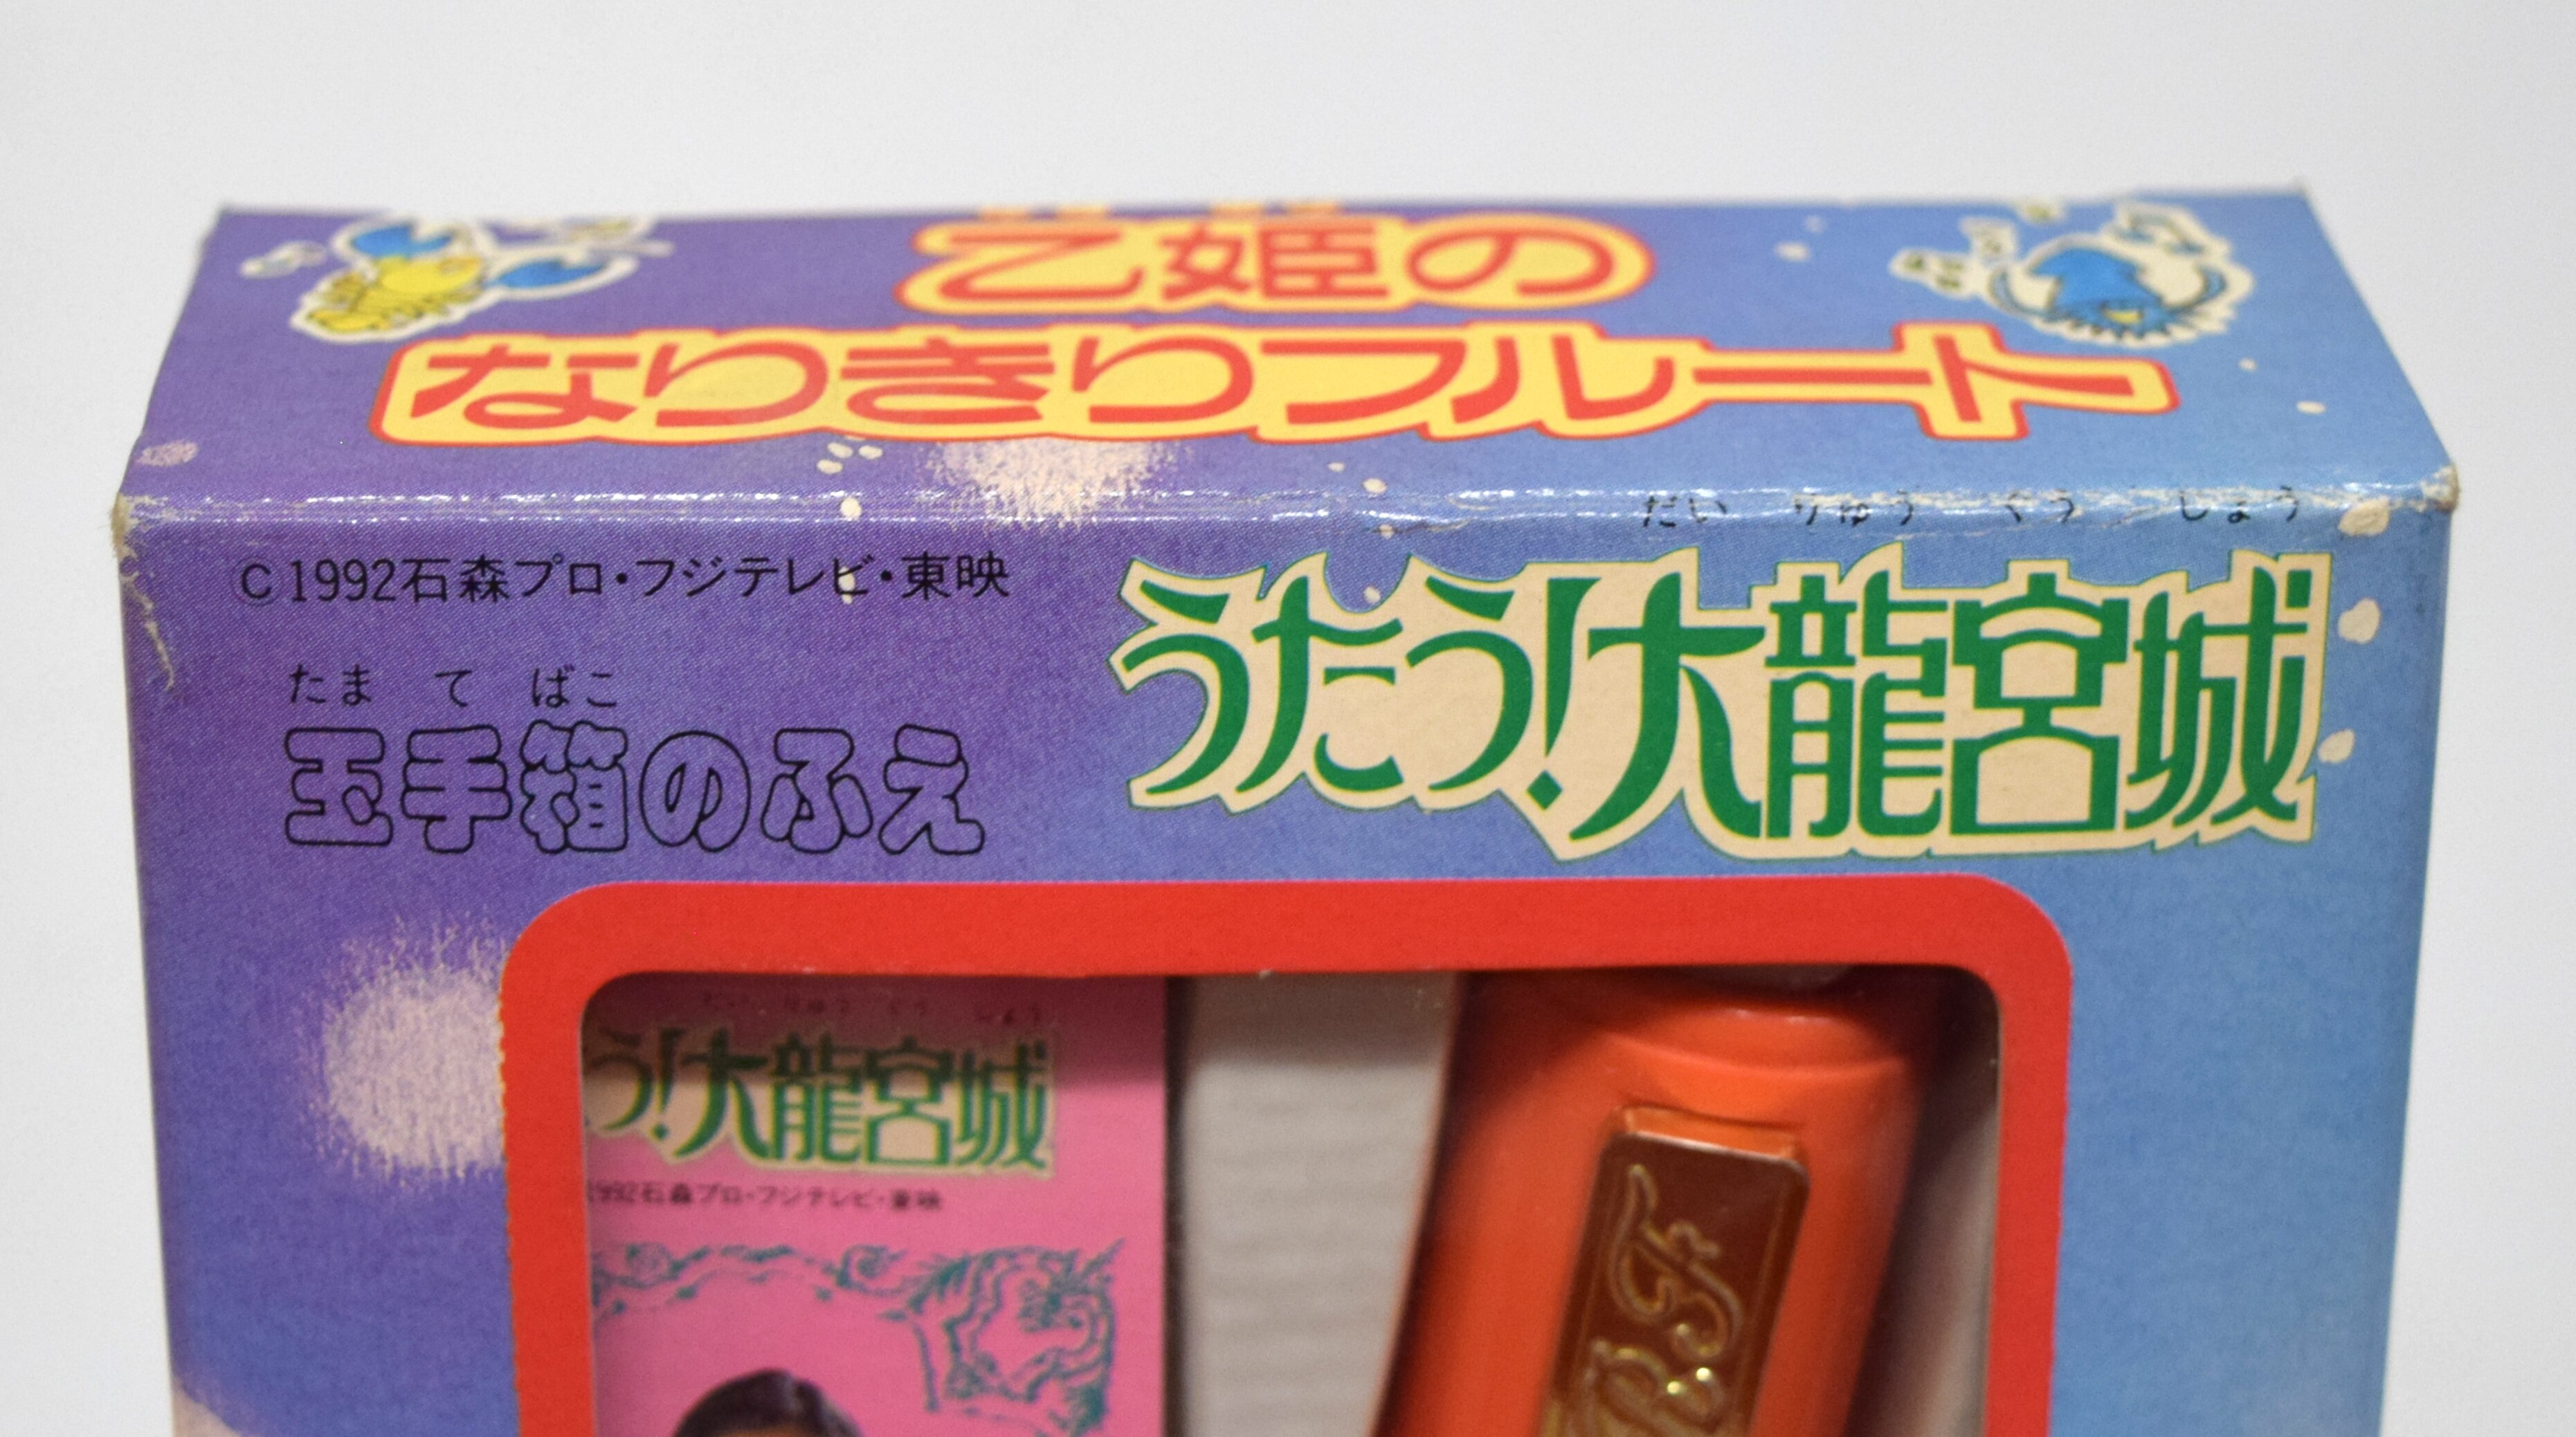 乙姫の
なりきりフルート
だい りゅう ぐう じょう
©1992石森プロ・フジテレビ・東映
うたう!大龍宮城
たま て ばこ
玉手箱のふえ
う!大龍宮城
1992石森プロ・フジテレビ・東映